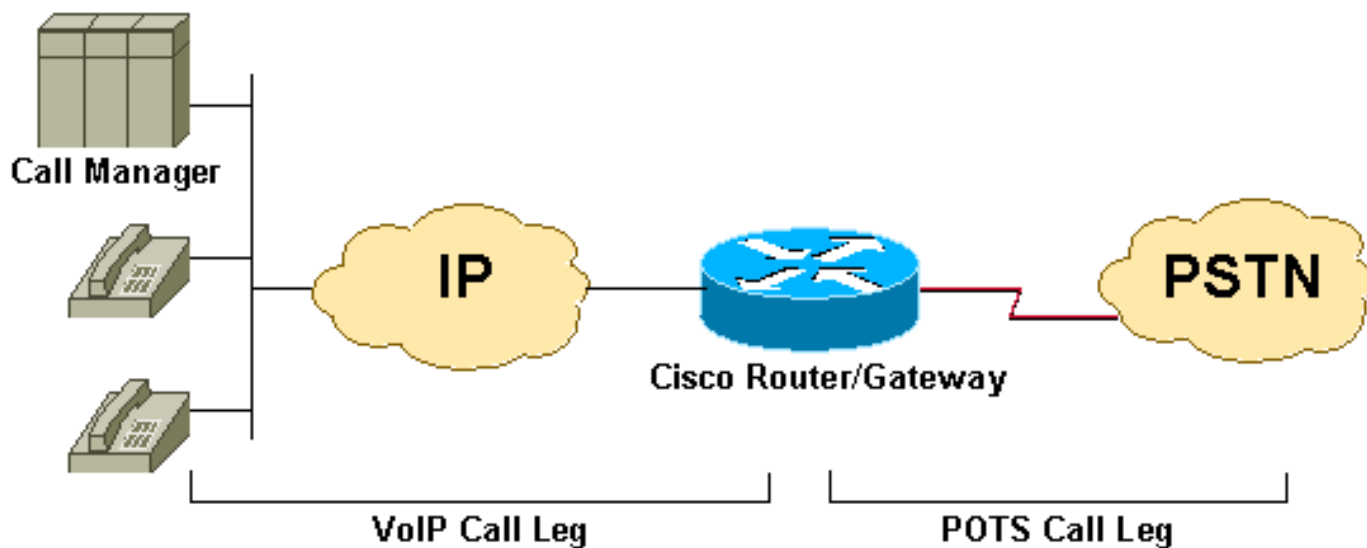 Call Manager
IP
PSTN
Cisco Router/Gateway
VoIP Call Leg
POTS Call Leg